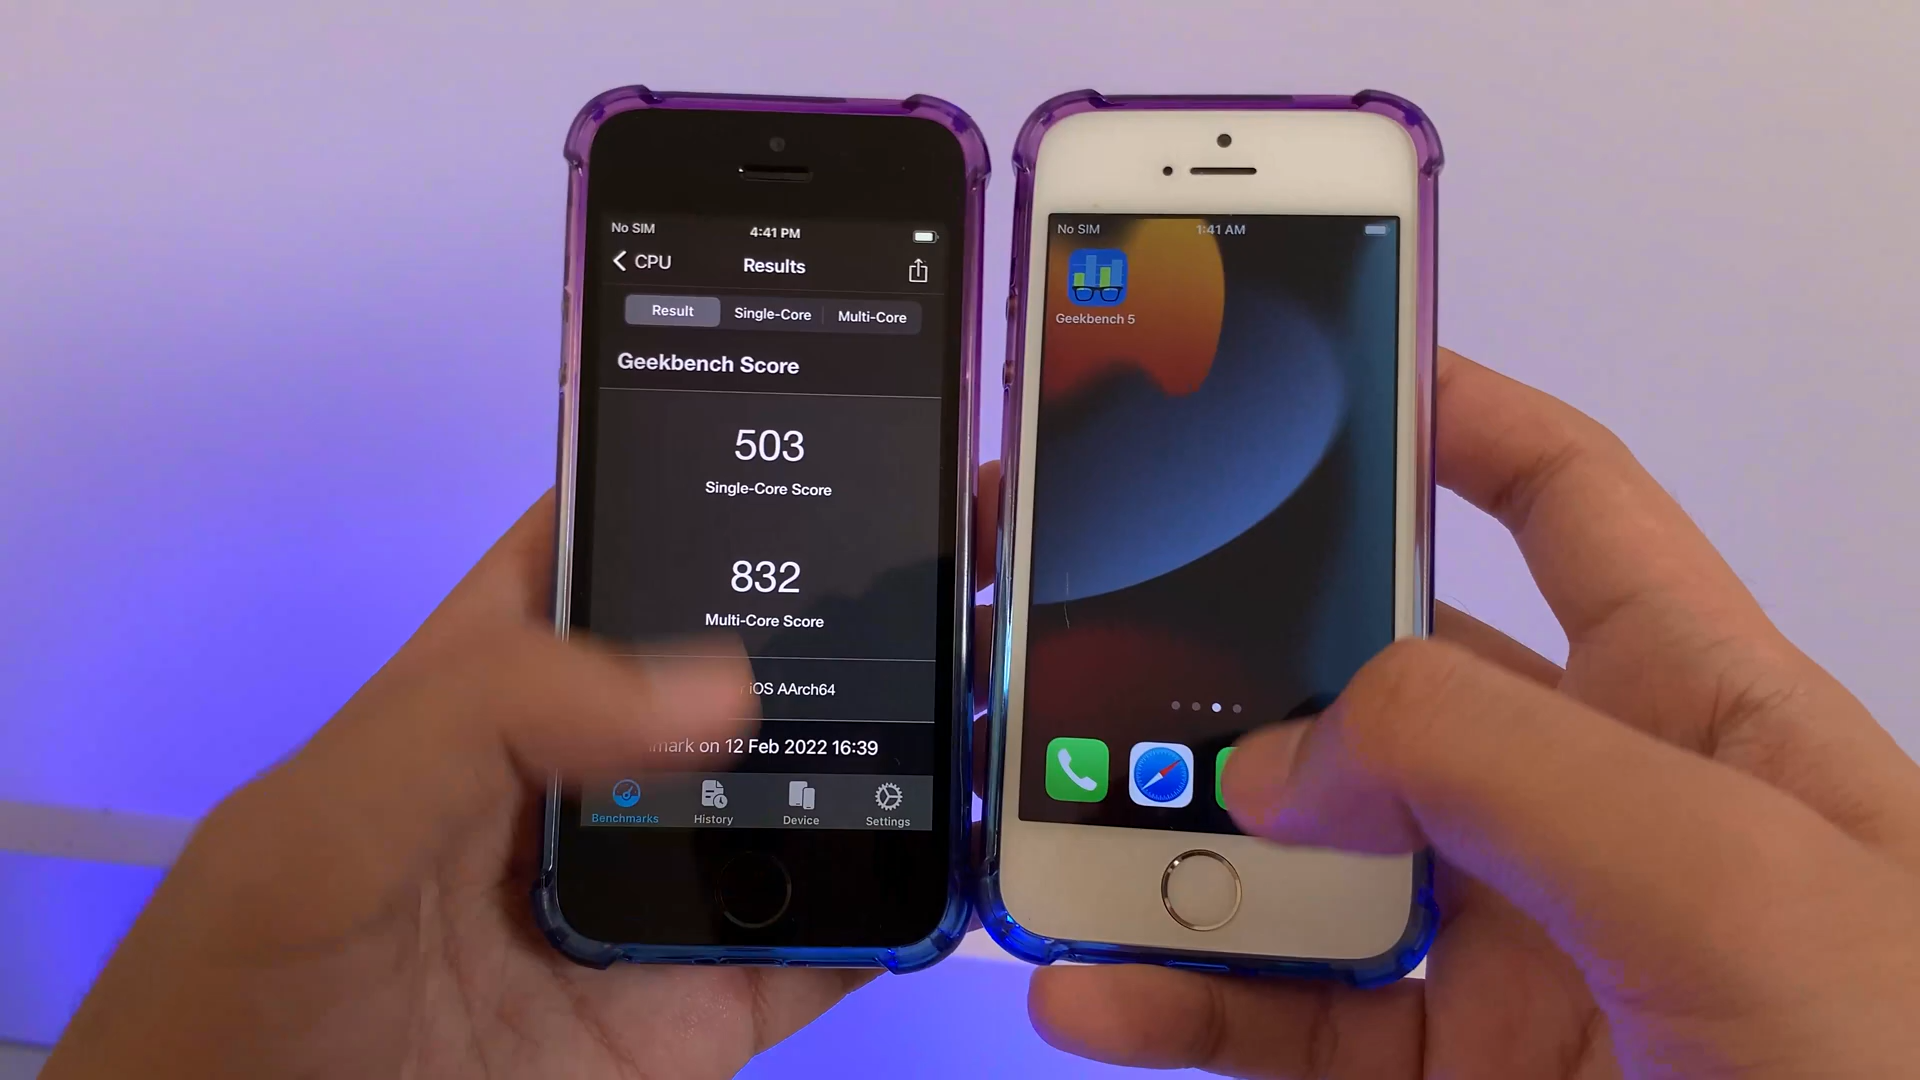 No SIM
4:41 PM
CPU
Results
Result
Single-Core
Multi-Core
Geekbench Score
503
Single-Core Score
832
Multi-Core Score
iOS AArch64
on 12 Feb 2022 16:39
Benchmarks
History
Device
Settings
No SIM
1:41 AM
Geekbench 5